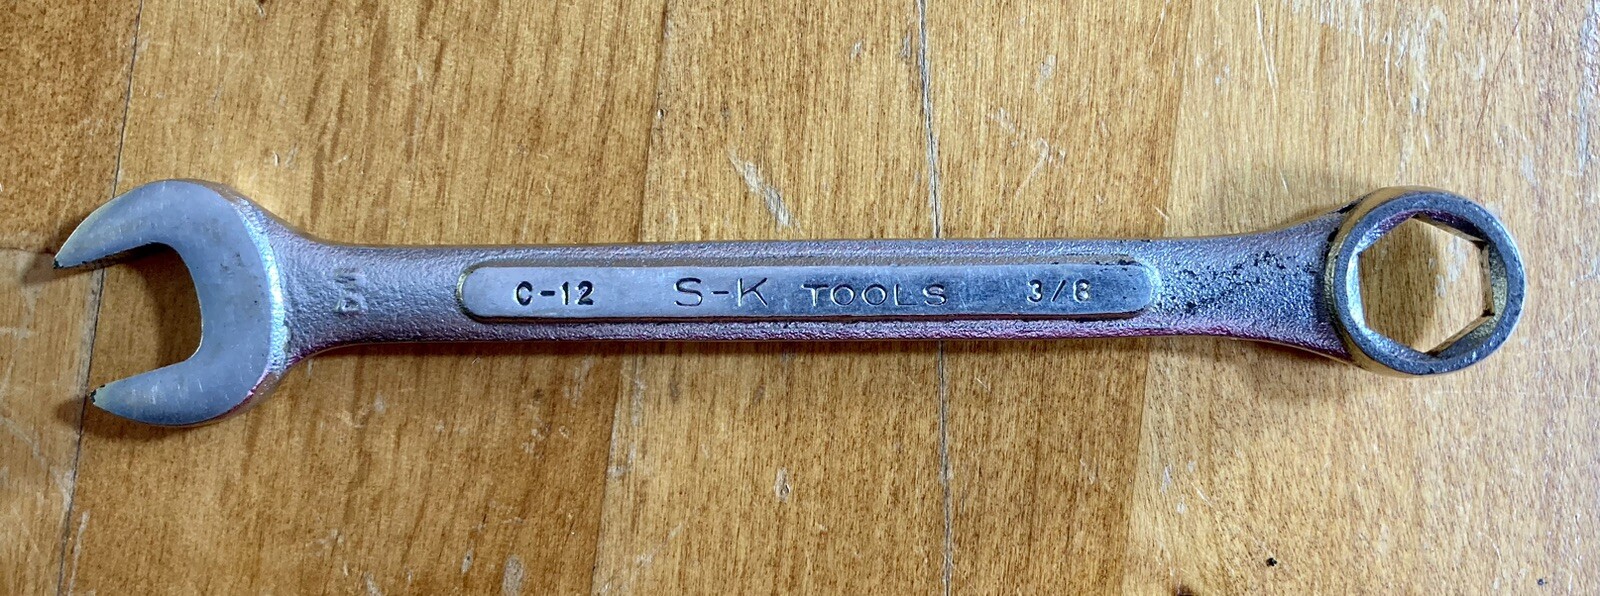 C-12 S-K TOOLS 3/8